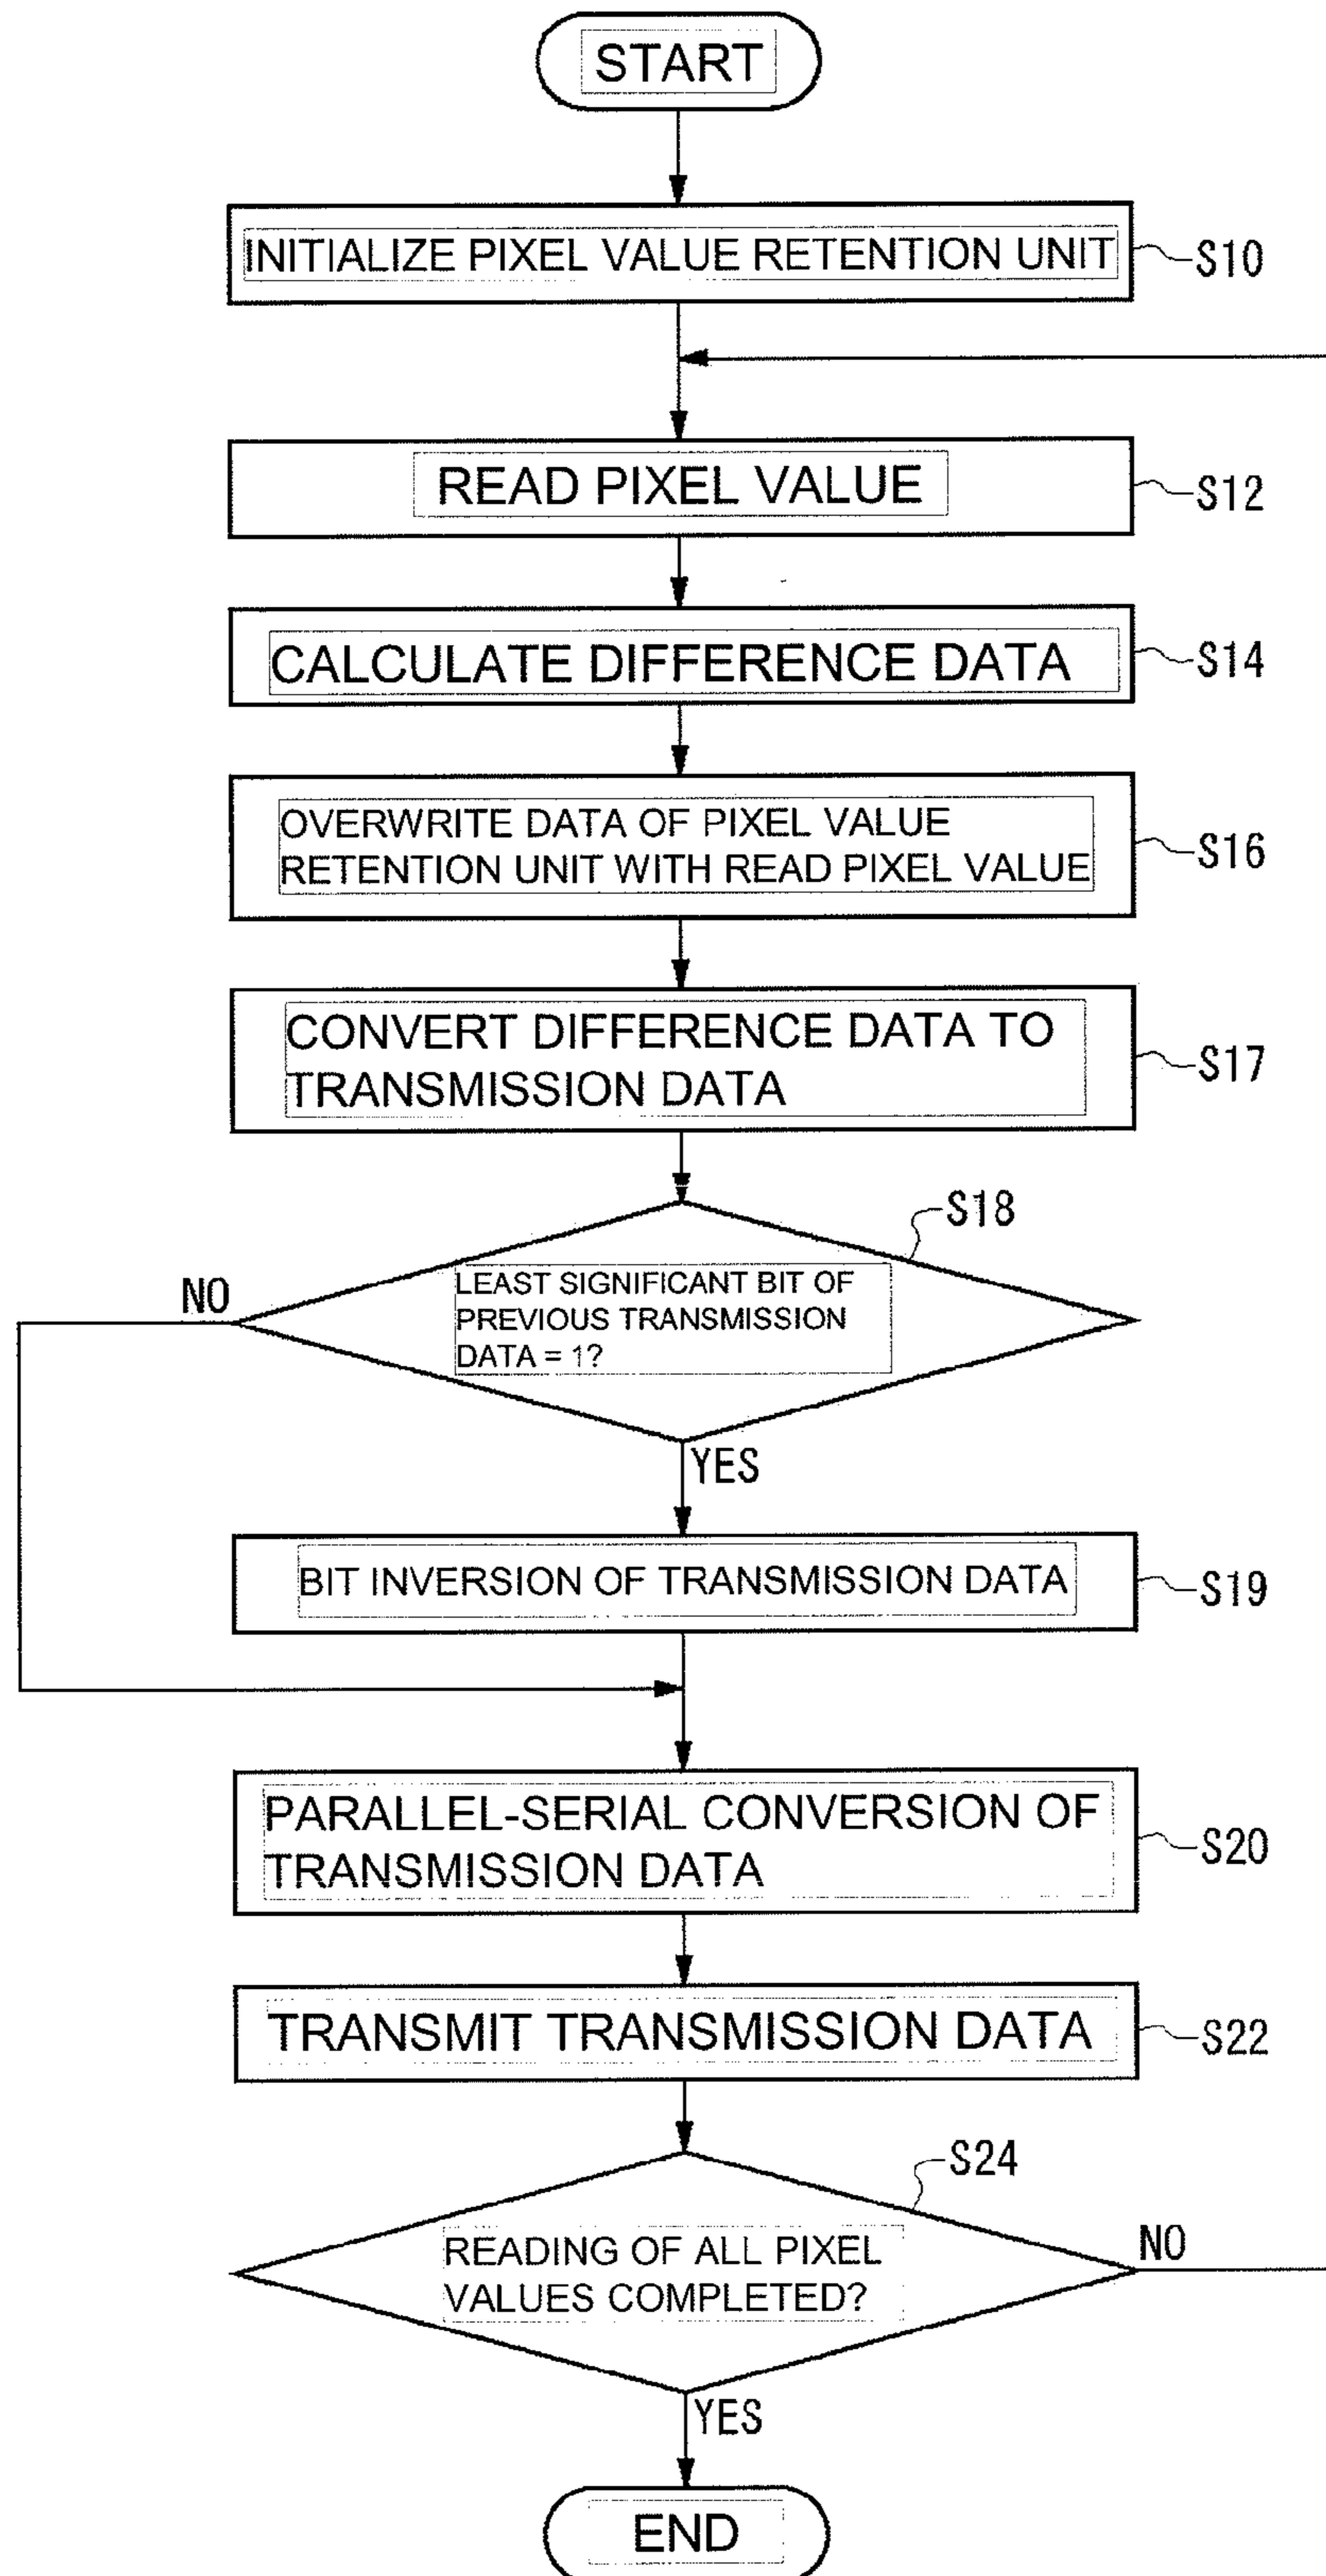 START
INITIALIZE PIXEL VALUE RETENTION UNIT
S10
READ PIXEL VALUE
S12
CALCULATE DIFFERENCE DATA
S14
OVERWRITE DATA OF PIXEL VALUE
RETENTION UNIT WITH READ PIXEL VALUE
S16
CONVERT DIFFERENCE DATA TO
TRANSMISSION DATA
S17
S18
NO
LEAST SIGNIFICANT BIT OF
PREVIOUS TRANSMISSION
DATA = 1?
YES
BIT INVERSION OF TRANSMISSION DATA
S19
PARALLEL-SERIAL CONVERSION OF
TRANSMISSION DATA
S20
TRANSMIT TRANSMISSION DATA
S22
S24
READING OF ALL PIXEL
VALUES COMPLETED?
NO
YES
END